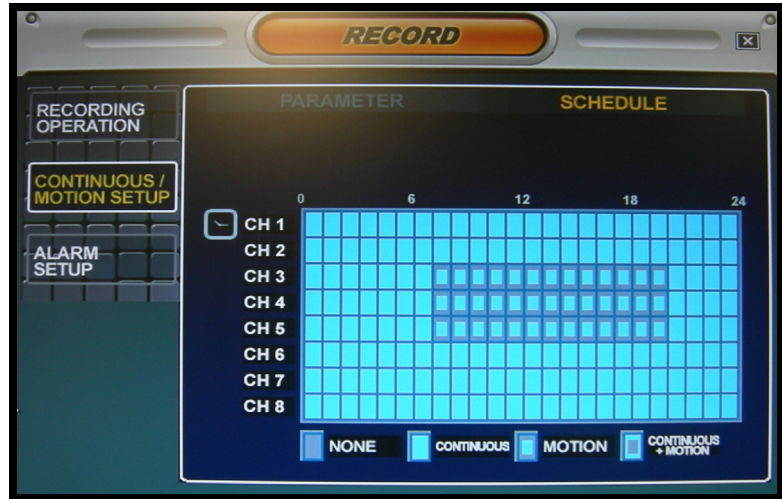 RECORD
PARAMETER
SCHEDULE
RECORDING
OPERATION
CONTINUOUS /
MOTION SETUP
ALARM
SETUP
0 6 12 18 24
CH 1
CH 2
CH 3
CH 4
CH 5
CH 6
CH 7
CH 8
NONE
CONTINUOUS
MOTION
CONTINUOUS
+ MOTION